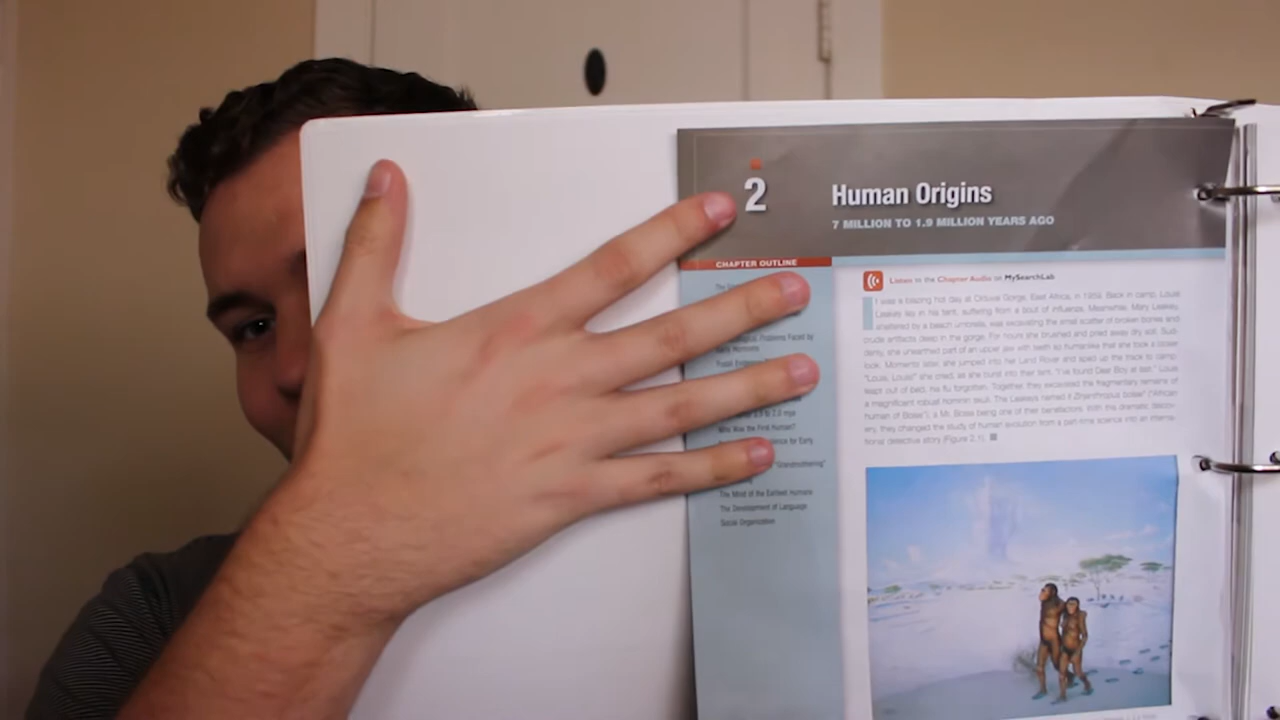 2
Human Origins
7 MILLION TO 1.9 MILLION YEARS AGO
CHAPTER OUTLINE
Listen to the Chapter Audio on MySearchLab
It was a blazing hot day at Olduvai Gorge, East Africa, in 1959. Back in camp, Louis
Leakey lay in his tent, suffering from a bout of influenza. Meanwhile, Mary Leakey,
sheltered by a beach umbrella, was excavating the small scatter of broken bones and
crude artifacts deep in the gorge. For hours she brushed and pried away dry soil. Sud-
denly, she unearthed part of an upper jaw with teeth so humanlike that she took a closer
look. Moments later, she jumped into her Land Rover and sped up the track to camp.
"Louis, Louis!" she cried, as she burst into their tent. "I've found Dear Boy at last." Louis
leapt out of bed, his flu forgotten. Together, they excavated the fragmentary remains of
a magnificent robust hominin skull. The Leakeys named it Zinjanthropus boisei ("African
human of Boise"), a Mr. Boise being one of their benefactors. With this dramatic discov-
ery, they changed the study of human evolution from a part-time science into an interna-
tional detective story (Figure 2.1).
Problems Faced by
Early Hominins
Fossil
to 2.0 mya
Who Was the First Human?
for Early
"Grandmothering"
The Mind of the Earliest Humans
The Development of Language
Social Organization